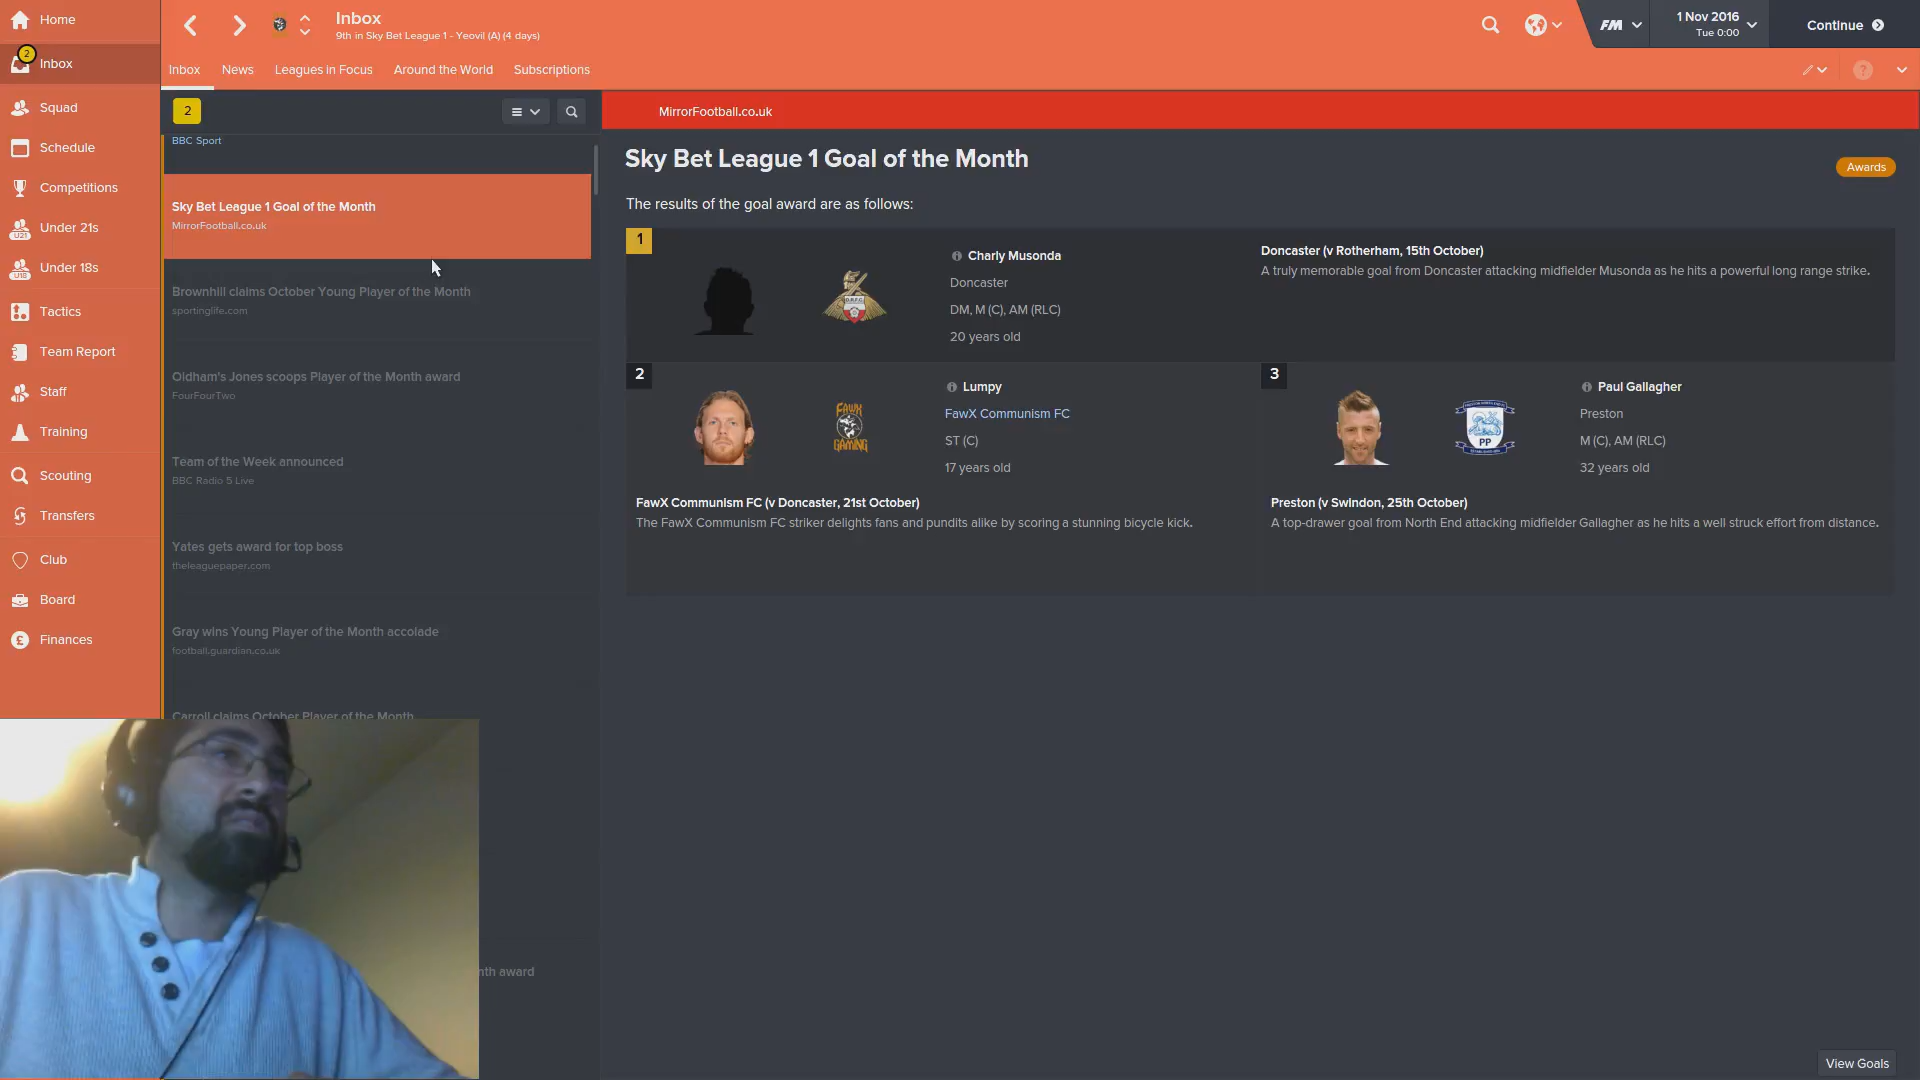 Home
Inbox
9th in Sky Bet League 1 - Yeovil (A) (4 days)
FM
1 Nov 2016
Tue 0:00
Continue
2
Inbox
Inbox
News
Leagues in Focus
Around the World
Subscriptions
?
Squad
Schedule
Competitions
Under 21s
Under 18s
Tactics
Team Report
Staff
Training
Scouting
Transfers
Club
Board
Finances
2
BBC Sport
Sky Bet League 1 Goal of the Month
MirrorFootball.co.uk
Brownhill claims October Young Player of the Month
sportinglife.com
Oldham's Jones scoops Player of the Month award
FourFourTwo
Team of the Week announced
BBC Radio 5 Live
Yates gets award for top boss
theleaguepaper.com
Gray wins Young Player of the Month accolade
football.guardian.co.uk
Carroll claims October Player of the Month
nth award
MirrorFootball.co.uk
Sky Bet League 1 Goal of the Month
Awards
The results of the goal award are as follows:
1
Charly Musonda
Doncaster
DM, M (C), AM (RLC)
20 years old
Doncaster (v Rotherham, 15th October)
A truly memorable goal from Doncaster attacking midfielder Musonda as he hits a powerful long range strike.
2
FAWX
GAMING
Lumpy
FawX Communism FC
ST (C)
17 years old
FawX Communism FC (v Doncaster, 21st October)
The FawX Communism FC striker delights fans and pundits alike by scoring a stunning bicycle kick.
3
PP
Paul Gallagher
Preston
M (C), AM (RLC)
32 years old
Preston (v Swindon, 25th October)
A top-drawer goal from North End attacking midfielder Gallagher as he hits a well struck effort from distance.
View Goals